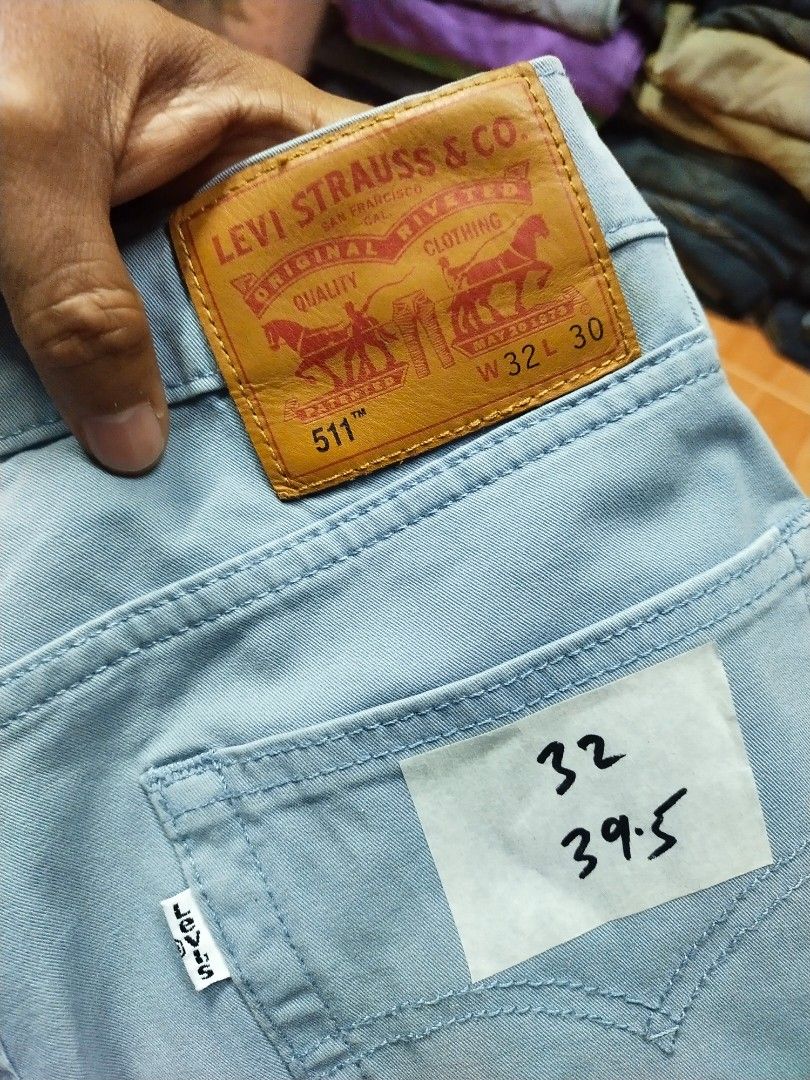 LEVI STRAUSS & CO.
SAN FRANCISCO
CAL.
ORIGINAL RIVETED
QUALITY CLOTHING
PATENTED MAY 20 1873
W 32 L 30
511™
32
39.5
Levi's